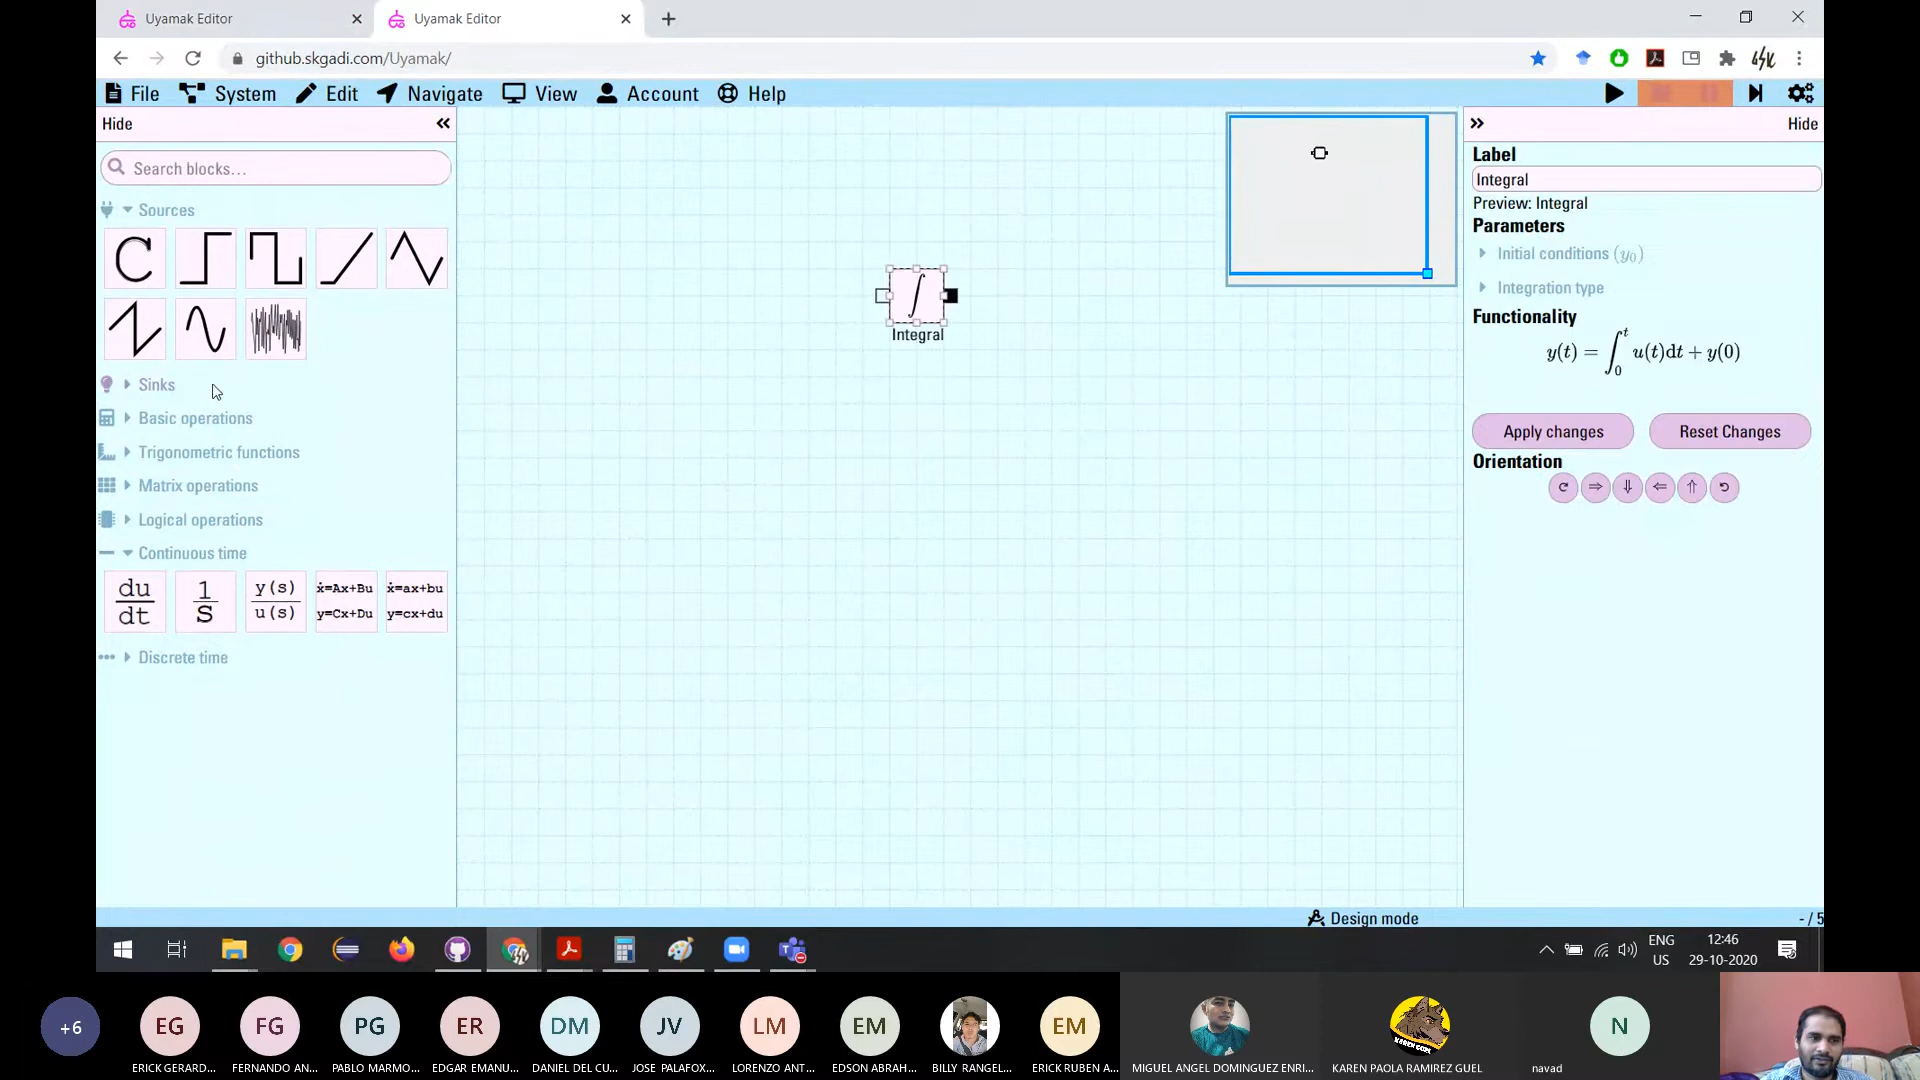 Uyamak Editor
Uyamak Editor
github.skgadi.com/Uyamak/
File System Edit Navigate View Account Help
Hide
Hide
Search blocks...
Sources
C
Sinks
Basic operations
Trigonometric functions
Matrix operations
Logical operations
Continuous time
du
dt
1
S
y(s)
u(s)
ẋ=Ax+Bu
y=Cx+Du
ẋ=ax+bu
y=cx+du
Discrete time
∫
Integral
Label
Integral
Preview: Integral
Parameters
Initial conditions (y₀)
Integration type
Functionality
y(t) = ∫₀ᵗ u(t)dt + y(0)
Apply changes
Reset Changes
Orientation
Design mode
- / 5
ENG
US
12:46
29-10-2020
+6
EG
FG
PG
ER
DM
JV
LM
EM
EM
KAREN GUEL
N
ERICK GERARD...
FERNANDO AN...
PABLO MARMO...
EDGAR EMANU...
DANIEL DEL CU...
JOSE PALAFOX...
LORENZO ANT...
EDSON ABRAH...
BILLY RANGEL...
ERICK RUBEN A...
MIGUEL ANGEL DOMINGUEZ ENRI...
KAREN PAOLA RAMIREZ GUEL
navad